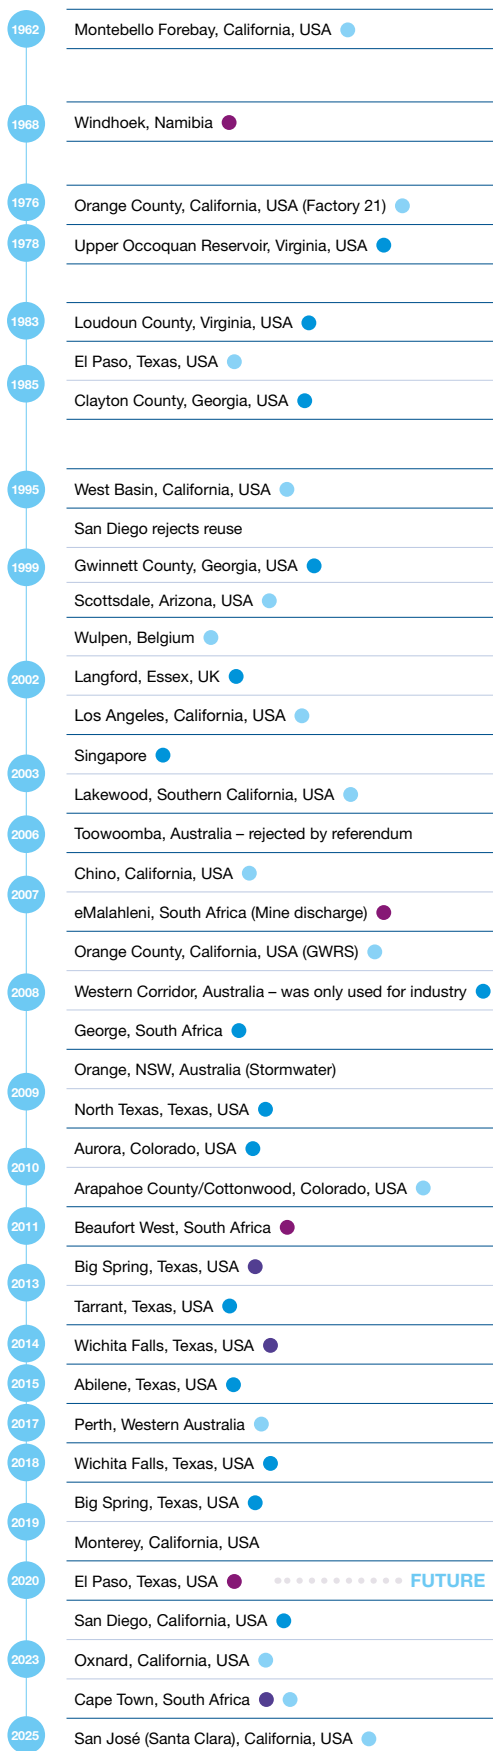 1962
Montebello Forebay, California, USA
1968
Windhoek, Namibia
1976
Orange County, California, USA (Factory 21)
1978
Upper Occoquan Reservoir, Virginia, USA
1983
Loudoun County, Virginia, USA
1985
El Paso, Texas, USA
Clayton County, Georgia, USA
1995
West Basin, California, USA
1999
San Diego rejects reuse
Gwinnett County, Georgia, USA
Scottsdale, Arizona, USA
2002
Wulpen, Belgium
Langford, Essex, UK
Los Angeles, California, USA
2003
Singapore
Lakewood, Southern California, USA
2006
Toowoomba, Australia – rejected by referendum
2007
Chino, California, USA
eMalahleni, South Africa (Mine discharge)
2008
Orange County, California, USA (GWRS)
Western Corridor, Australia – was only used for industry
George, South Africa
2009
Orange, NSW, Australia (Stormwater)
North Texas, Texas, USA
2010
Aurora, Colorado, USA
Arapahoe County/Cottonwood, Colorado, USA
2011
Beaufort West, South Africa
2013
Big Spring, Texas, USA
Tarrant, Texas, USA
2014
Wichita Falls, Texas, USA
2015
Abilene, Texas, USA
2017
Perth, Western Australia
2018
Wichita Falls, Texas, USA
2019
Big Spring, Texas, USA
Monterey, California, USA
2020
El Paso, Texas, USA FUTURE
2023
San Diego, California, USA
Oxnard, California, USA
Cape Town, South Africa
2025
San José (Santa Clara), California, USA